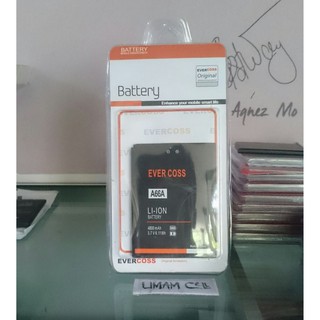 BATTERY
EVERCOSS
Original
Battery
Enhance your mobile smart life
EVERCOSS
EVER COSS
A66A
LI-ION
BATTERY
EVERCOSS
Agnez Mo
UMAM CELL